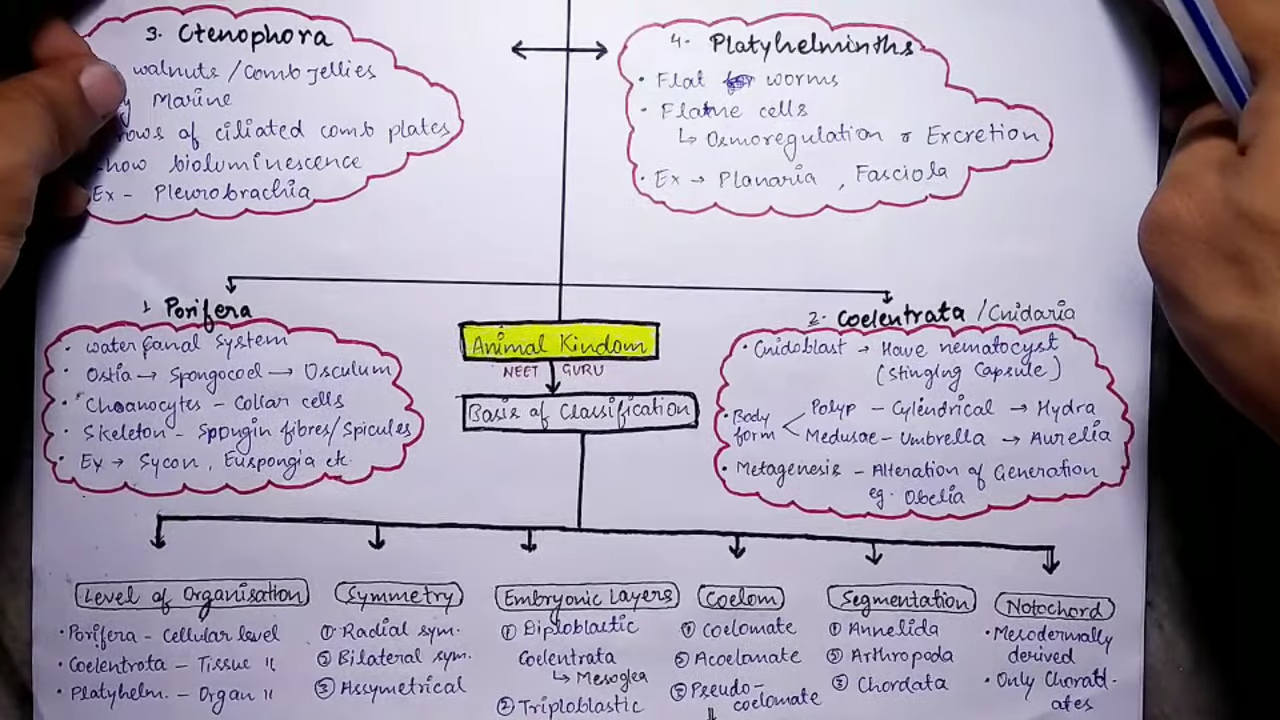 3. Ctenophora
walnuts / Comb jellies
Marine
rows of ciliated comb plates
show bioluminescence
Ex - Pleurobrachia
4. Platyhelminths
• Flat worms
• Flame cells
↳ Osmoregulation & Excretion
• Ex → Planaria , Fasciola
1 Porifera
• water canal system
• Ostia → Spongocoel → Osculum
• Choanocytes - Collar cells
• Skeleton - Spongin fibres/Spicules
• Ex → Sycon, Euspongia etc.
Animal Kindom
NEET GURU
Basis of Classification
2. Coelentrata / Cnidaria
• Cnidoblast → Have nematocyst
(Stinging Capsule)
• Body form
Polyp - Cylindrical → Hydra
Medusae - Umbrella → Aurelia
• Metagenesis - Alteration of Generation
eg. Obelia
Level of Organisation
• Porifera - Cellular level
• Coelentrata - Tissue "
• Platyhelm. - Organ "
Symmetry
① Radial sym.
② Bilateral sym.
③ Assymetrical
Embryonic Layers
① Diploblastic
Coelentrata
↳ Mesoglea
② Triploblastic
Coelom
① Coelomate
② Acoelomate
③ Pseudo-
coelomate
Segmentation
① Annelida
② Arthropoda
③ Chordata
Notochord
• Mesodermally
derived
• Only
ates